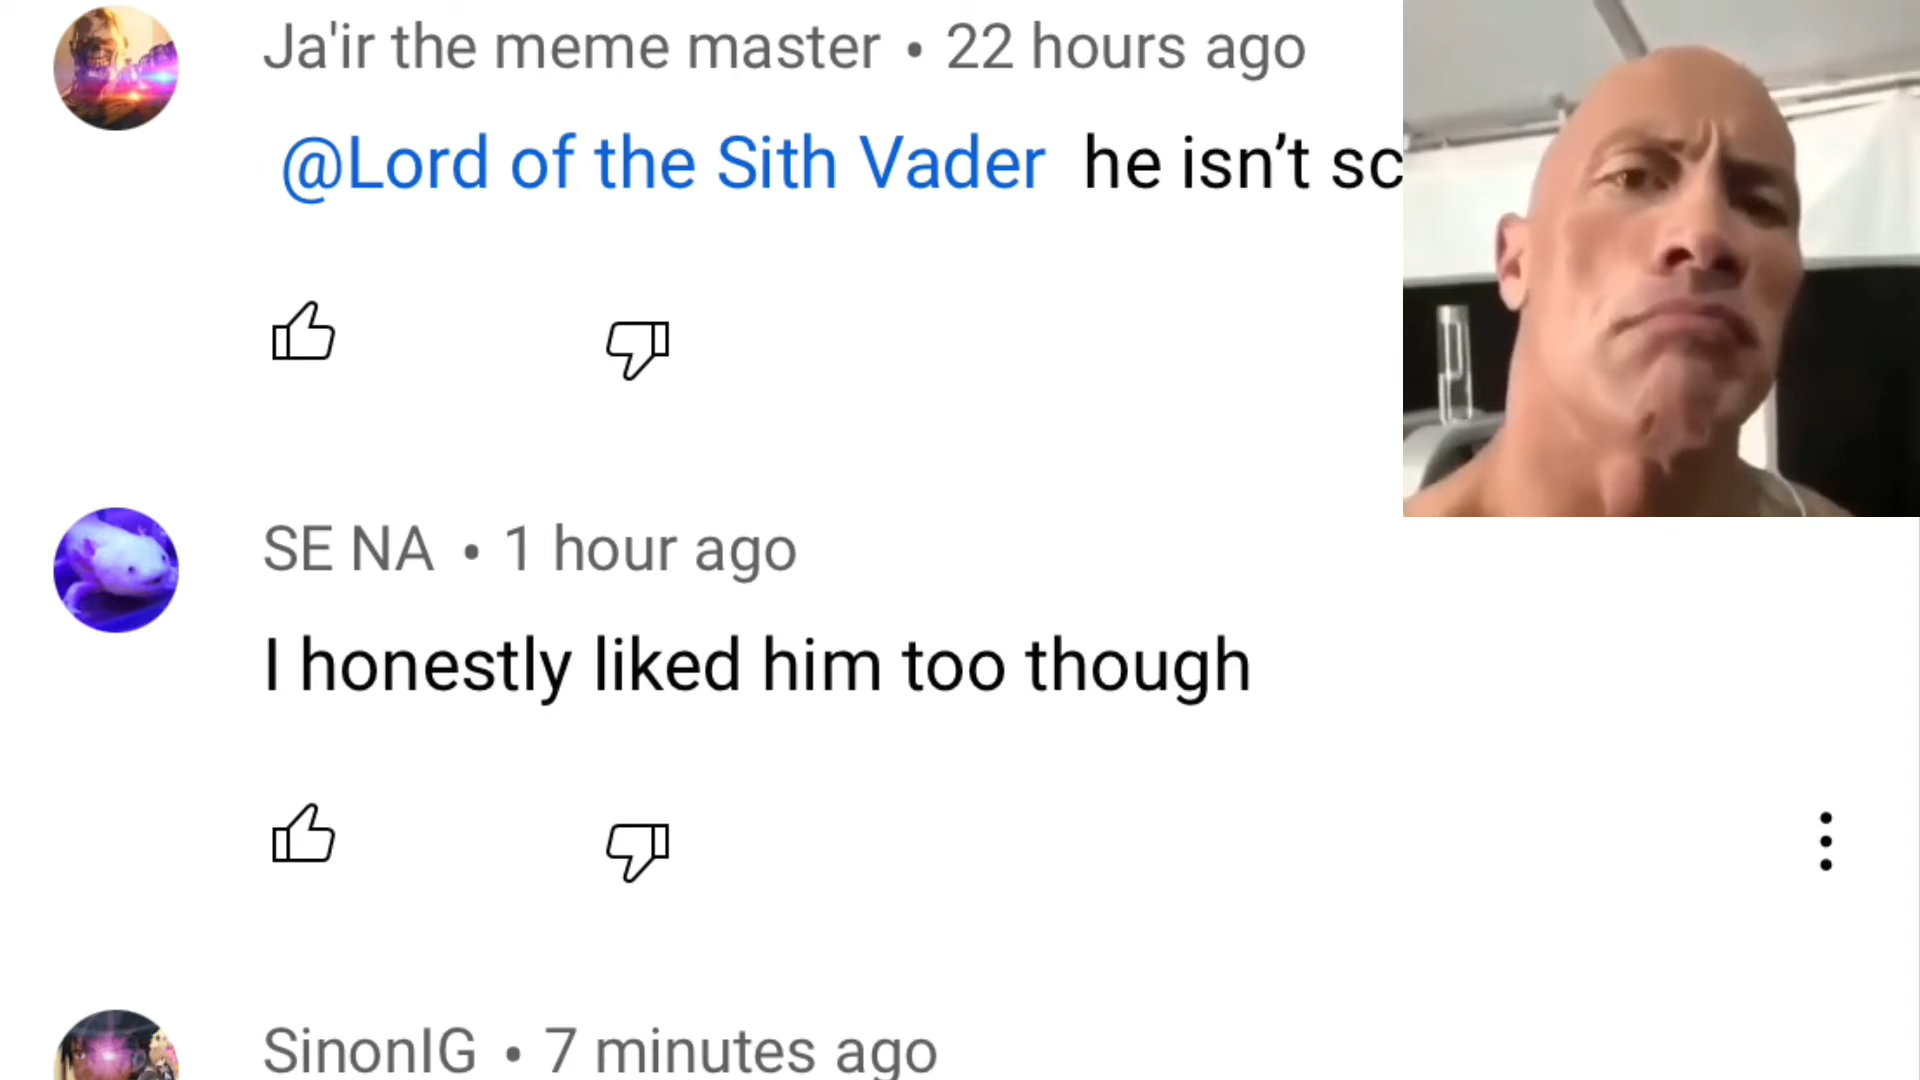 Ja'ir the meme master • 22 hours ago
@Lord of the Sith Vader he isn’t sc
SE NA • 1 hour ago
I honestly liked him too though
SinonIG • 7 minutes ago